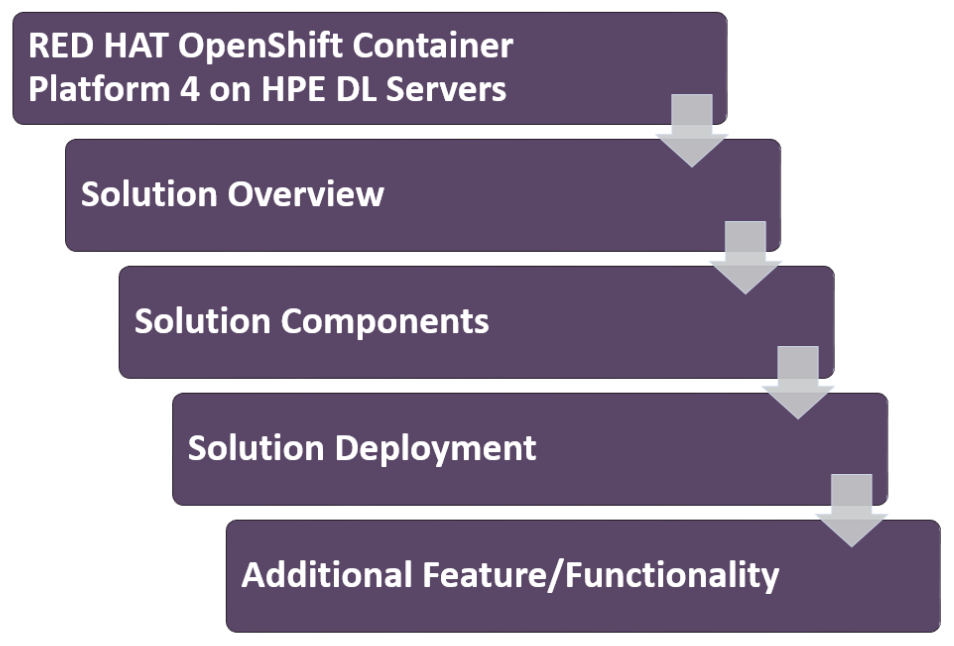 RED HAT OpenShift Container
Platform 4 on HPE DL Servers
Solution Overview
Solution Components
Solution Deployment
Additional Feature/Functionality